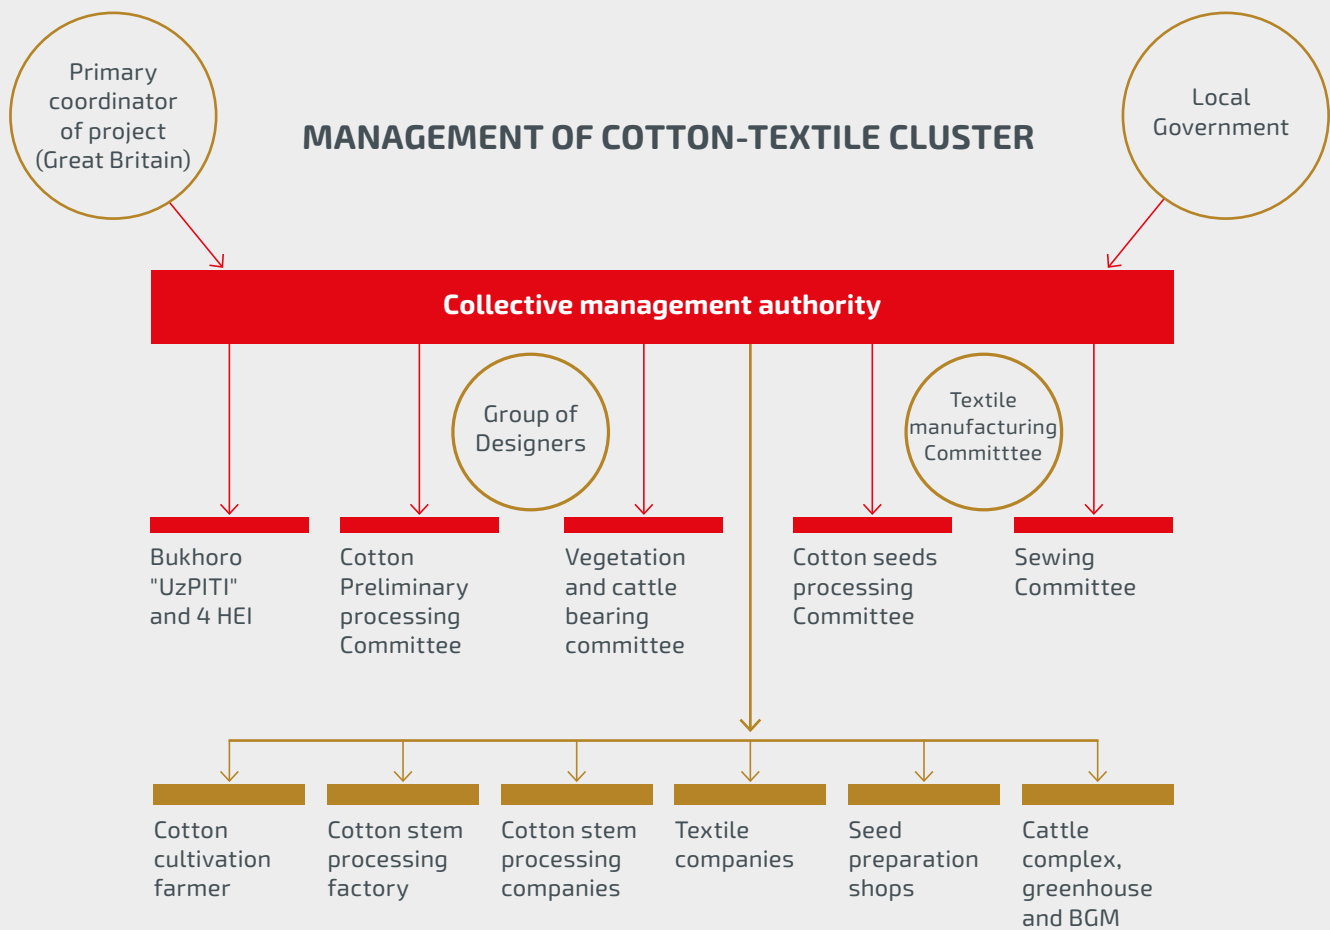 Primary
coordinator
of project
(Great Britain)
MANAGEMENT OF COTTON-TEXTILE CLUSTER
Local
Government
Collective management authority
Group of
Designers
Textile
manufacturing
Committtee
Bukhoro
"UzPITI"
and 4 HEI
Cotton
Preliminary
processing
Committee
Vegetation
and cattle
bearing
committee
Cotton seeds
processing
Committee
Sewing
Committee
Cotton
cultivation
farmer
Cotton stem
processing
factory
Cotton stem
processing
companies
Textile
companies
Seed
preparation
shops
Cattle
complex,
greenhouse
and BGM